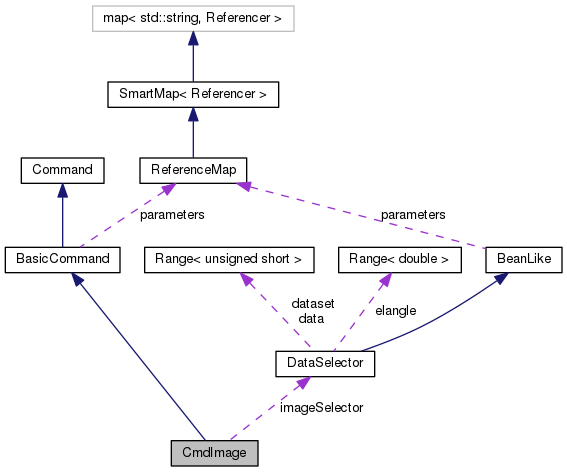 map< std::string, Referencer >
SmartMap< Referencer >
Command
ReferenceMap
parameters
parameters
BasicCommand
Range< unsigned short >
Range< double >
BeanLike
dataset
data
elangle
DataSelector
imageSelector
CmdImage